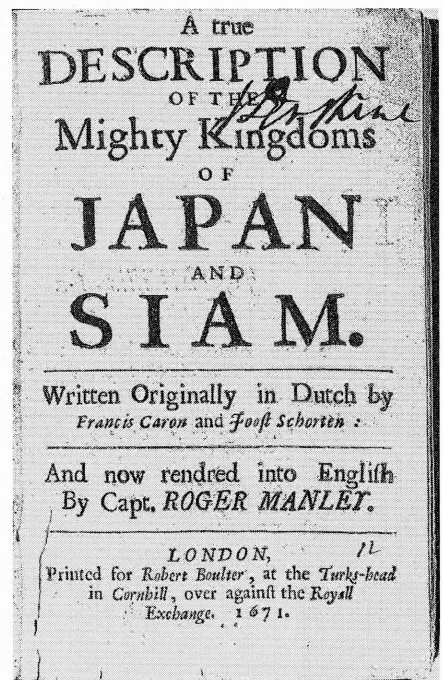 A true
DESCRIPTION
OF THE
Mighty Kingdoms
OF
JAPAN
AND
SIAM.
Written Originally in Dutch by
Francis Caron and Jooſt Schorten :
And now rendred into Engliſh
By Capt. ROGER MANLEY.
LONDON,
Printed for Robert Boulter, at the Turks-head
in Cornhill, over againſt the Royall
Exchange. 1671.